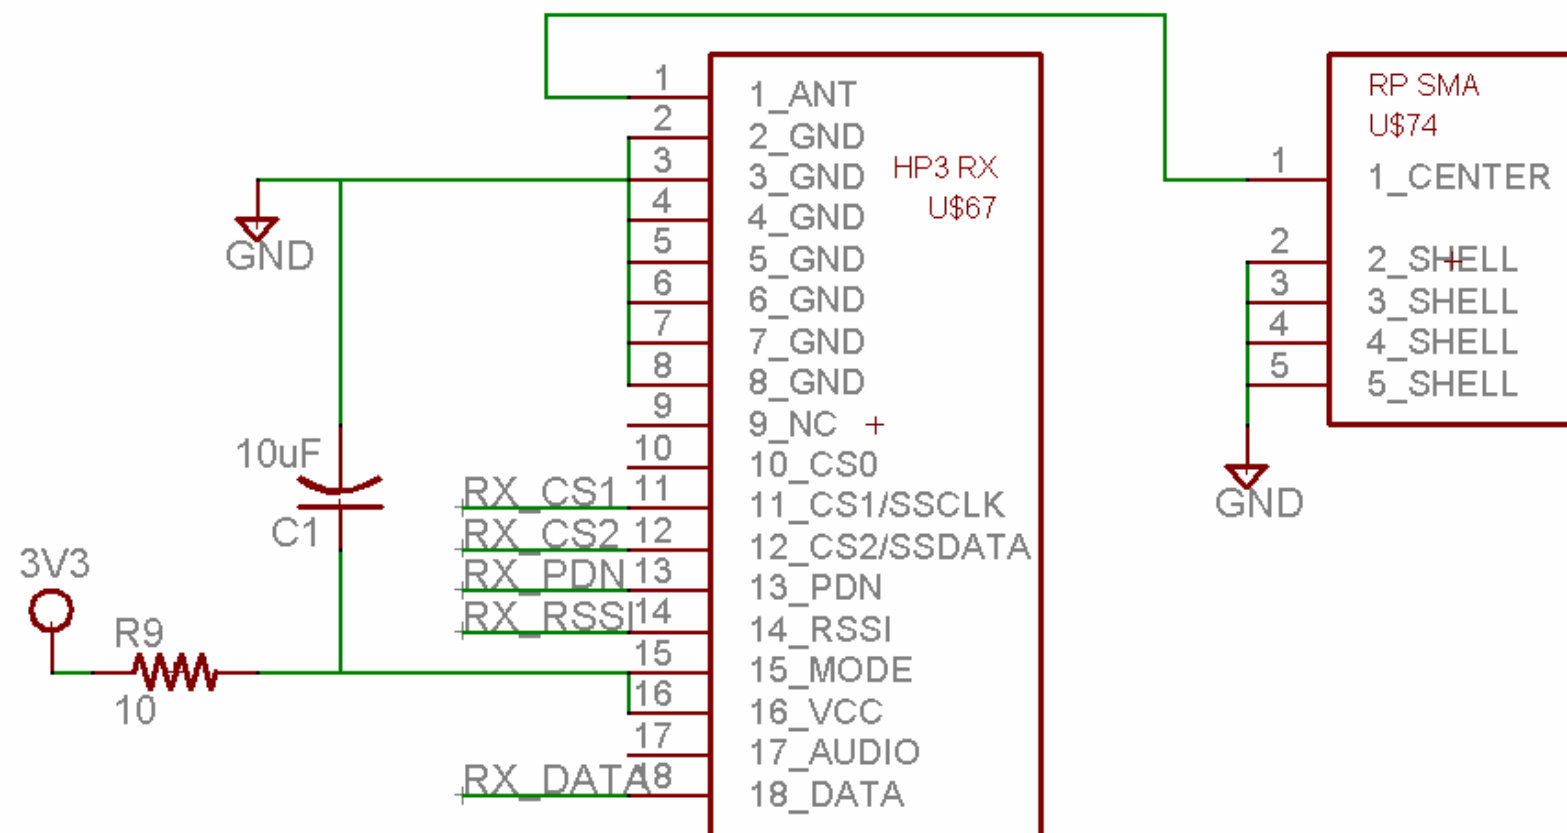 1
1_ANT
2
2_GND
3
3_GND
4
4_GND
5
5_GND
6
6_GND
7
7_GND
8
8_GND
9
9_NC
10
10_CS0
RX_CS1
11
11_CS1/SSCLK
RX_CS2
12
12_CS2/SSDATA
RX_PDN
13
13_PDN
RX_RSSI
14
14_RSSI
15
15_MODE
16
16_VCC
17
17_AUDIO
RX_DATA
18
18_DATA
HP3 RX
U$67
GND
10uF
C1
3V3
R9
10
RP SMA
U$74
1
1_CENTER
2
2_SHELL
3
3_SHELL
4
4_SHELL
5
5_SHELL
GND